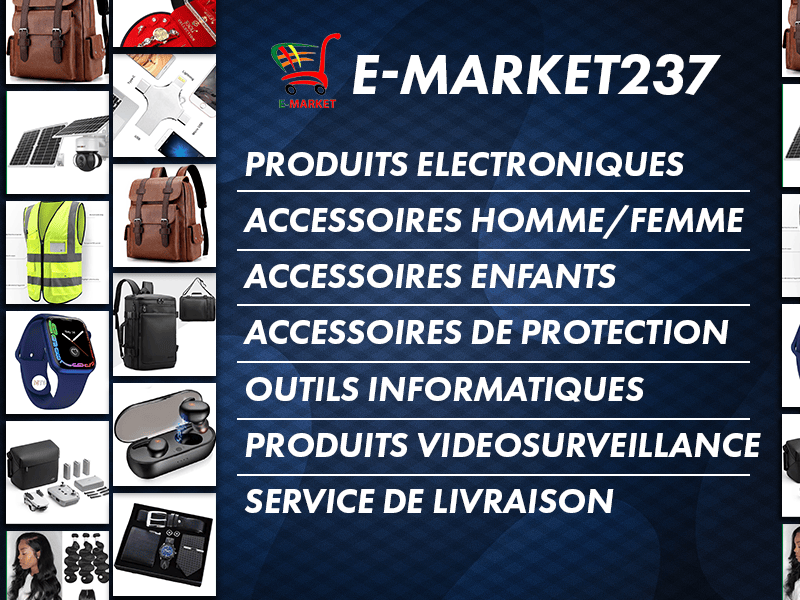 E-MARKET
E-MARKET237
PRODUITS ELECTRONIQUES
ACCESSOIRES HOMME/FEMME
ACCESSOIRES ENFANTS
ACCESSOIRES DE PROTECTION
OUTILS INFORMATIQUES
PRODUITS VIDEOSURVEILLANCE
SERVICE DE LIVRAISON